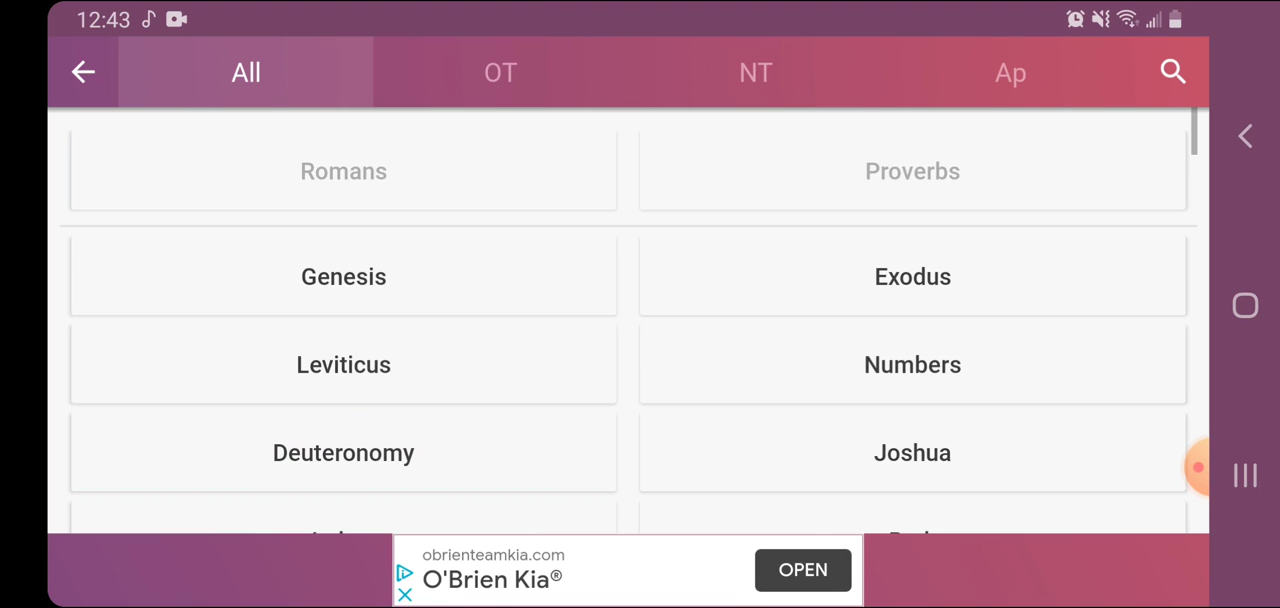 12:43
All OT NT Ap
Romans Proverbs
Genesis Exodus
Leviticus Numbers
Deuteronomy Joshua
obrienteamkia.com
O'Brien Kia®
OPEN